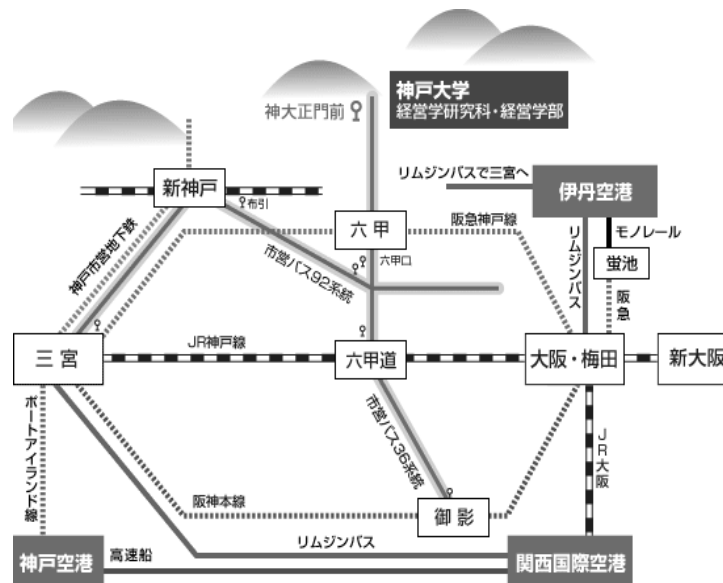 神戸大学
経営学研究科・経営学部
神大正門前
リムジンバスで三宮へ
伊丹空港
新神戸
布引
六甲
阪急神戸線
リムジンバス
モノレール
蛍池
阪急
神戸市営地下鉄
市営バス92系統
六甲口
三宮
JR神戸線
六甲道
大阪・梅田
新大阪
ポートアイランド線
市営バス36系統
JR大阪
阪神本線
御影
リムジンバス
神戸空港
高速船
関西国際空港